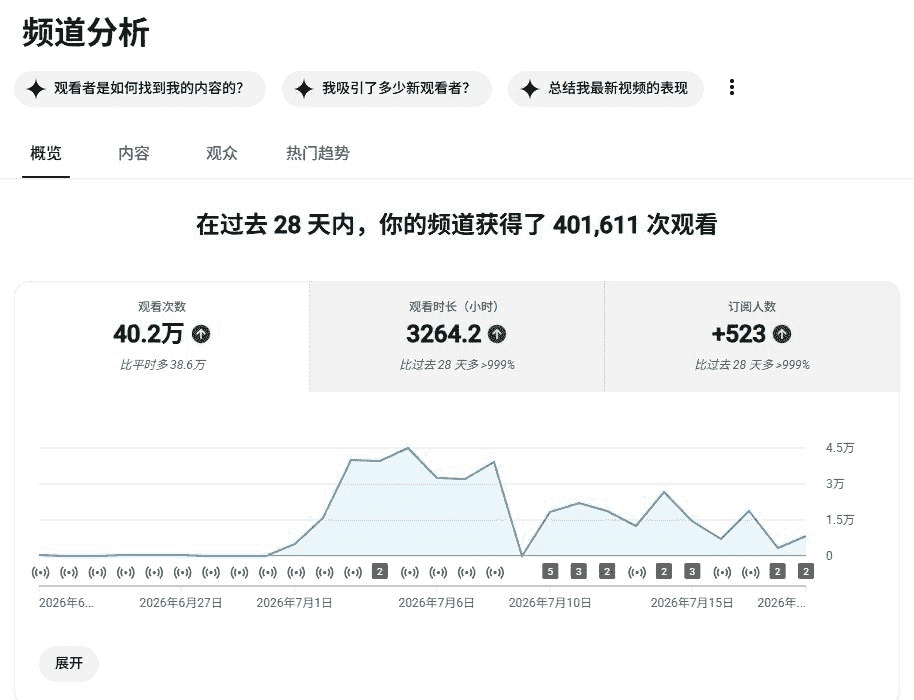 频道分析
观看者是如何找到我的内容的? 我吸引了多少新观看者? 总结我最新视频的表现
概览 内容 观众 热门趋势
在过去 28 天内，你的频道获得了 401,611 次观看
观看次数 观看时长（小时） 订阅人数
40.2万 3264.2 +523
比平时多 38.6万 比过去 28 天多 >999% 比过去 28 天多 >999%
4.5万
3万
1.5万
0
2 5 3 2 2 3 2 2
2026年6... 2026年6月27日 2026年7月1日 2026年7月6日 2026年7月10日 2026年7月15日 2026年...
展开